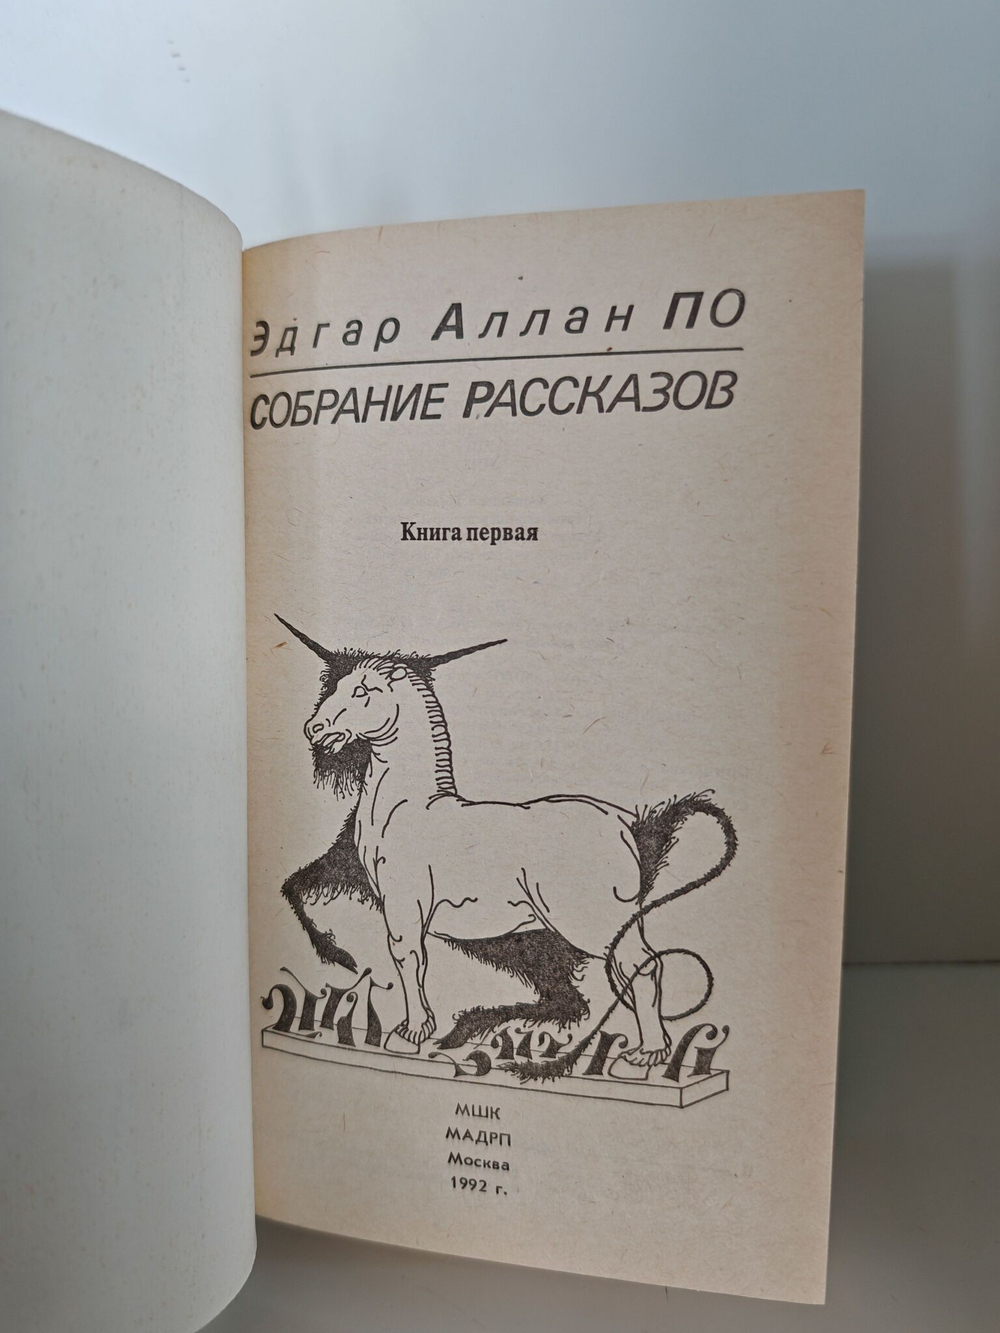 Эдгар Аллан ПО
СОБРАНИЕ РАССКАЗОВ
Книга первая
МШК
МАДРП
Москва
1992 г.